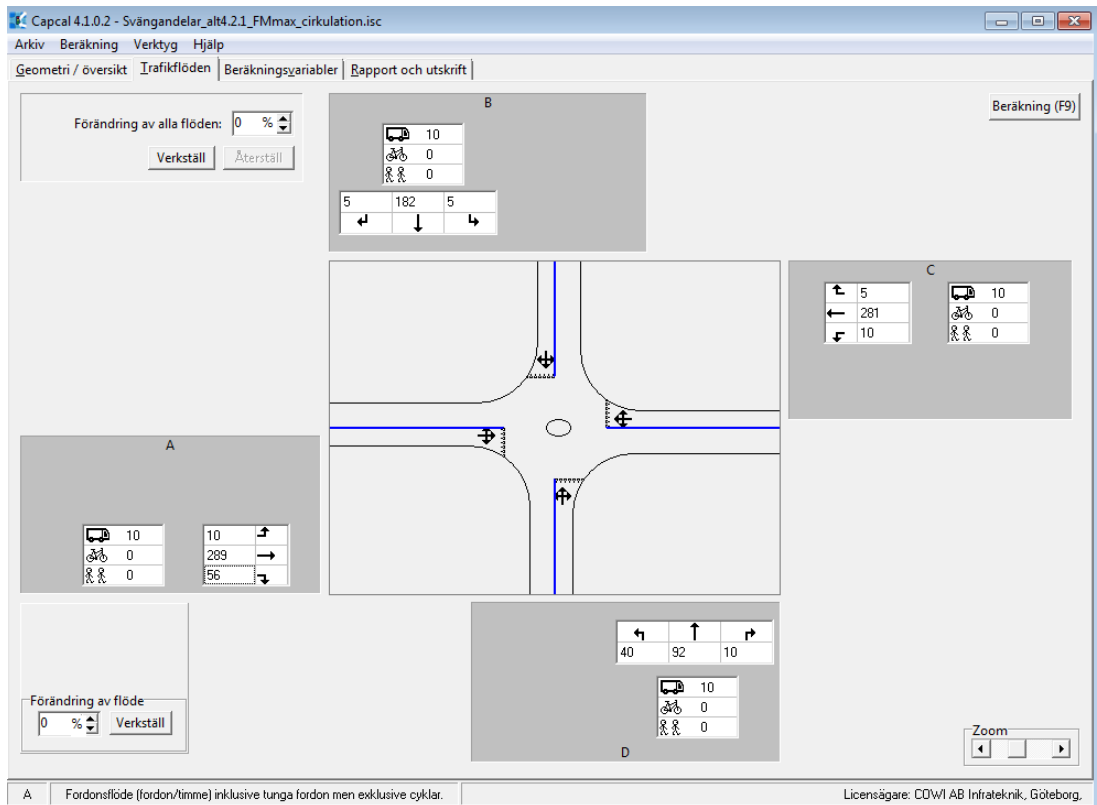 Capcal 4.1.0.2 - Svängandelar_alt4.2.1_FMmax_cirkulation.isc
Arkiv Beräkning Verktyg Hjälp
Geometri / översikt Trafikflöden Beräkningsvariabler Rapport och utskrift
Förändring av alla flöden: 0 %
Verkställ Återställ
B
10
0
0
5 182 5
Beräkning (F9)
C
5
281
10
10
0
0
A
10
0
0
10
289
56
40 92 10
10
0
0
D
Förändring av flöde
0 % Verkställ
Zoom
A Fordonsflöde (fordon/timme) inklusive tunga fordon men exklusive cyklar. Licensägare: COWI AB Infrateknik, Göteborg,